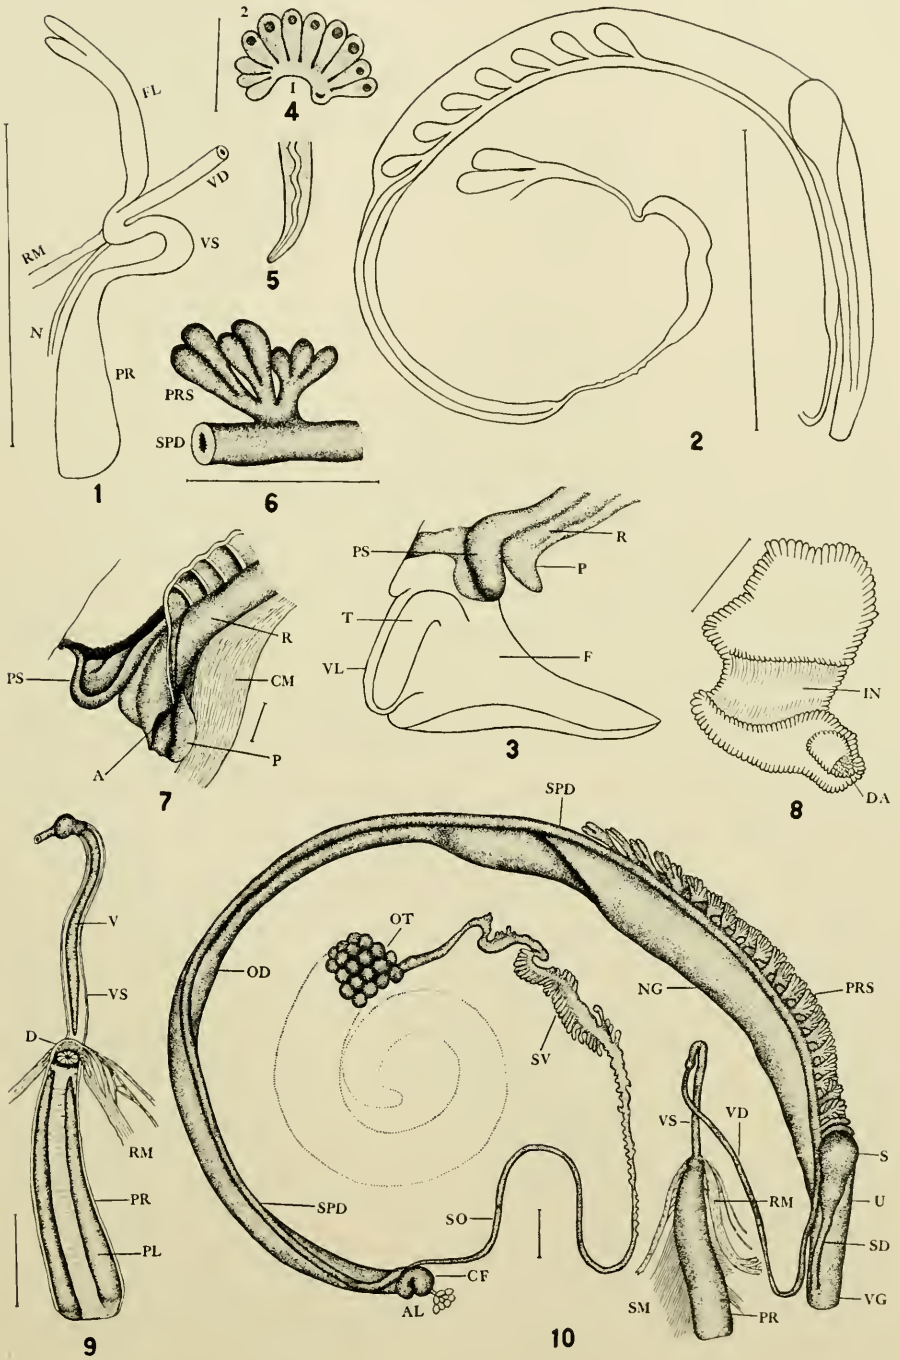 FL
VD
VS
RM
N
PR
1
2
I
4
5
PRS
SPD
6
2
PS
R
CM
A
P
7
PS
R
P
T
VL
F
3
IN
DA
8
V
VS
D
RM
PR
PL
9
SPD
OT
OD
NG
PRS
SV
VS
VD
S
RM
U
SPD
SO
SD
CF
AL
SM
PR
VG
10